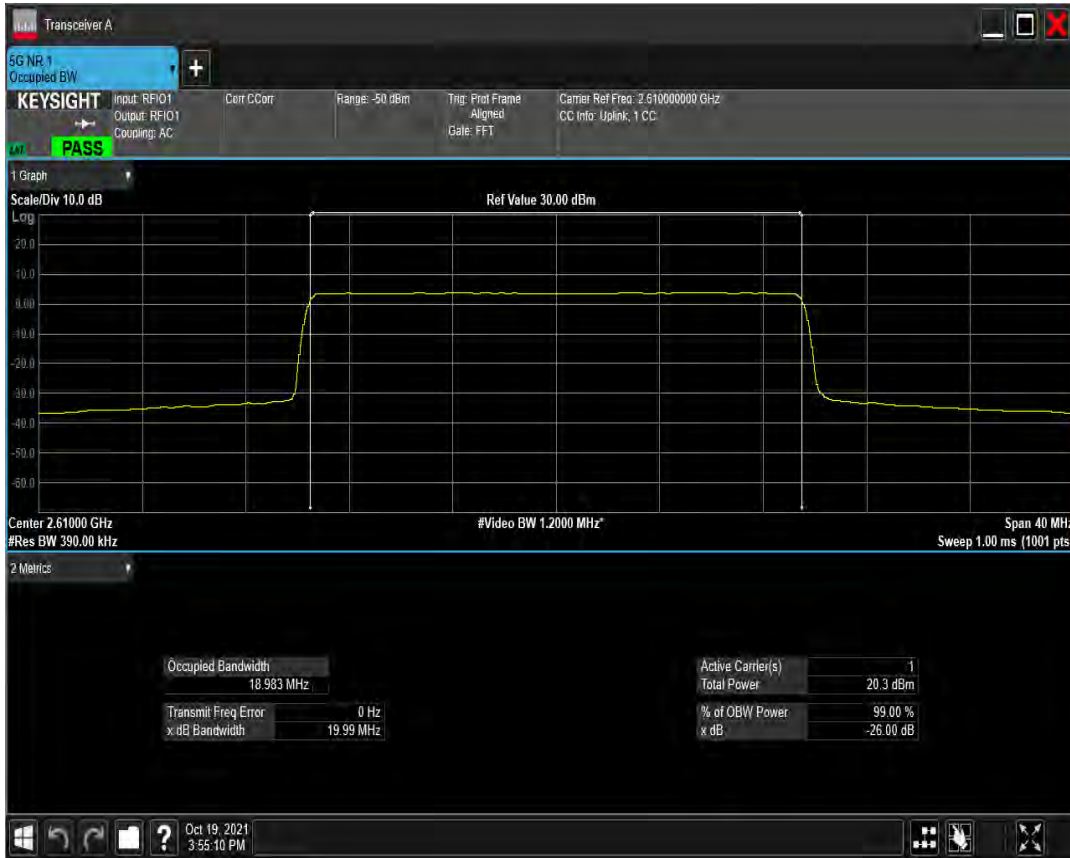 Transceiver A
5G NR 1
Occupied BW
+
KEYSIGHT
PASS
Input: RFIO1
Output: RFIO1
Coupling: AC
Corr CCorr
Range: -50 dBm
Trig: Prot Frame
Aligned
Gate: FFT
Carrier Ref Freq: 2.610000000 GHz
CC Info: Uplink, 1 CC
1 Graph
Scale/Div 10.0 dB
Ref Value 30.00 dBm
Log
20.0
10.0
0.00
-10.0
-20.0
-30.0
-40.0
-50.0
-60.0
Center 2.61000 GHz
#Video BW 1.2000 MHz*
Span 40 MHz
#Res BW 390.00 kHz
Sweep 1.00 ms (1001 pts
2 Metrics
Occupied Bandwidth
18.983 MHz
Transmit Freq Error 0 Hz
x dB Bandwidth 19.99 MHz
Active Carrier(s) 1
Total Power 20.3 dBm
% of OBW Power 99.00 %
x dB -26.00 dB
?
Oct 19, 2021
3:55:10 PM